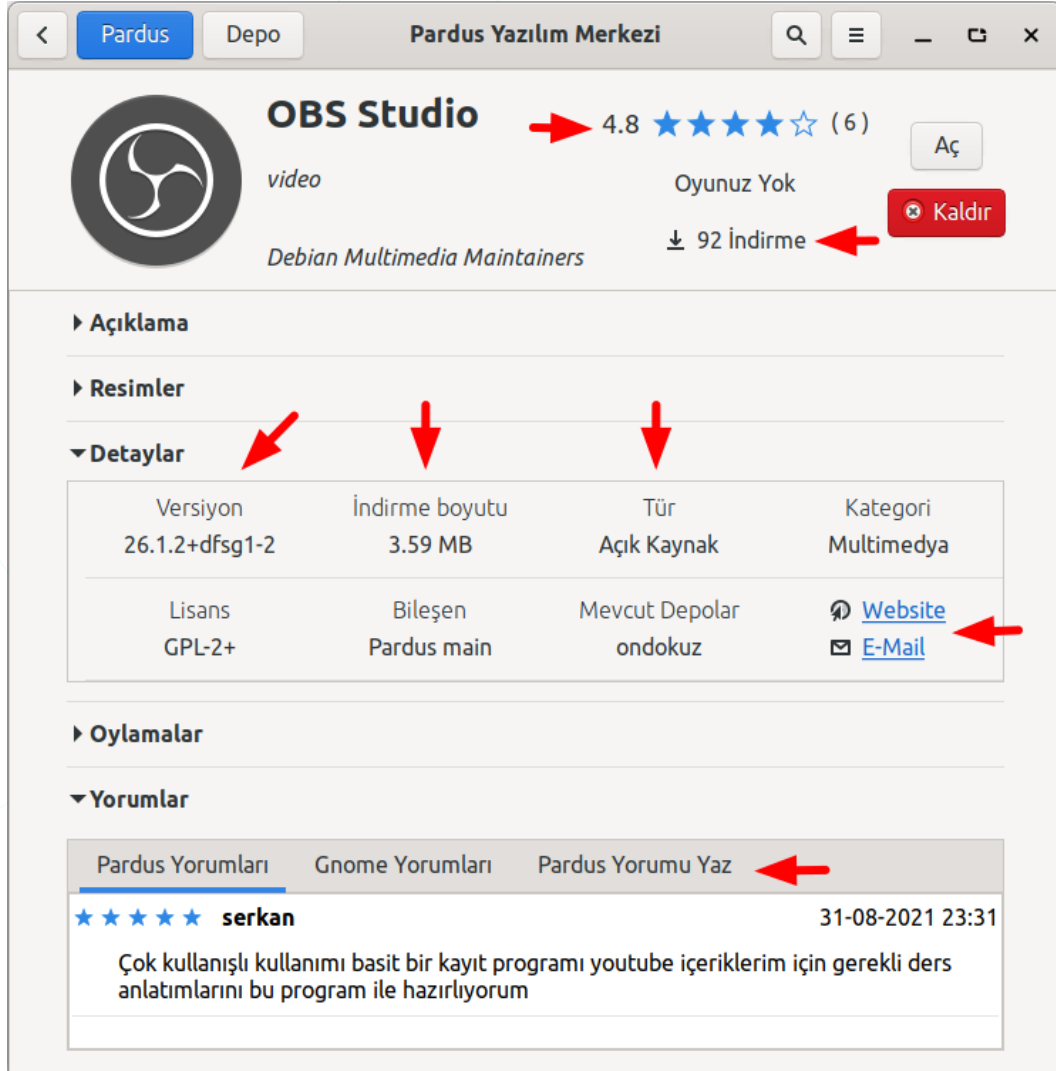 Pardus Depo Pardus Yazılım Merkezi
OBS Studio
4.8 (6)
Aç
video
Oyunuz Yok
Kaldır
92 İndirme
Debian Multimedia Maintainers
Açıklama
Resimler
Detaylar
Versiyon İndirme boyutu Tür Kategori
26.1.2+dfsg1-2 3.59 MB Açık Kaynak Multimedya
Lisans Bileşen Mevcut Depolar Website
GPL-2+ Pardus main ondokuz E-Mail
Oylamalar
Yorumlar
Pardus Yorumları Gnome Yorumları Pardus Yorumu Yaz
serkan 31-08-2021 23:31
Çok kullanışlı kullanımı basit bir kayıt programı youtube içeriklerim için gerekli ders
anlatımlarını bu program ile hazırlıyorum